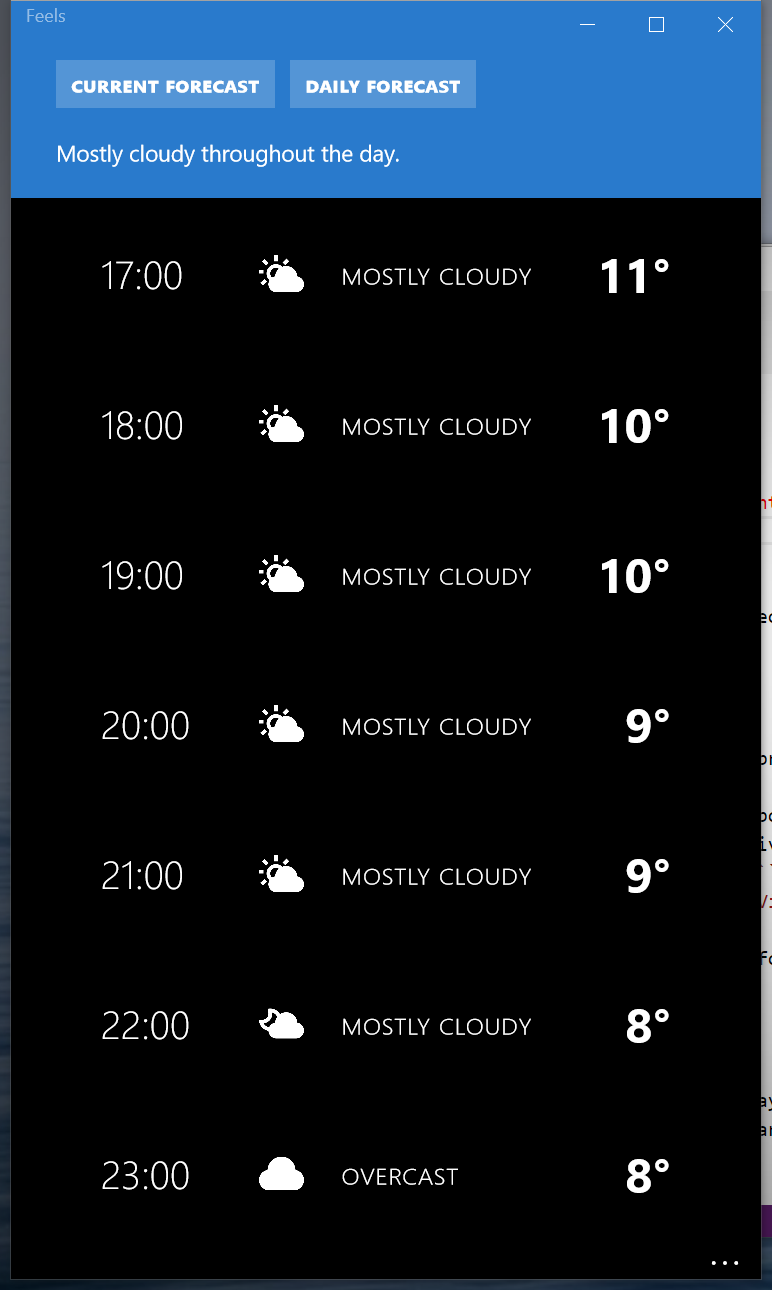 Feels
CURRENT FORECAST DAILY FORECAST
Mostly cloudy throughout the day.
17:00 MOSTLY CLOUDY 11°
18:00 MOSTLY CLOUDY 10°
19:00 MOSTLY CLOUDY 10°
20:00 MOSTLY CLOUDY 9°
21:00 MOSTLY CLOUDY 9°
22:00 MOSTLY CLOUDY 8°
23:00 OVERCAST 8°